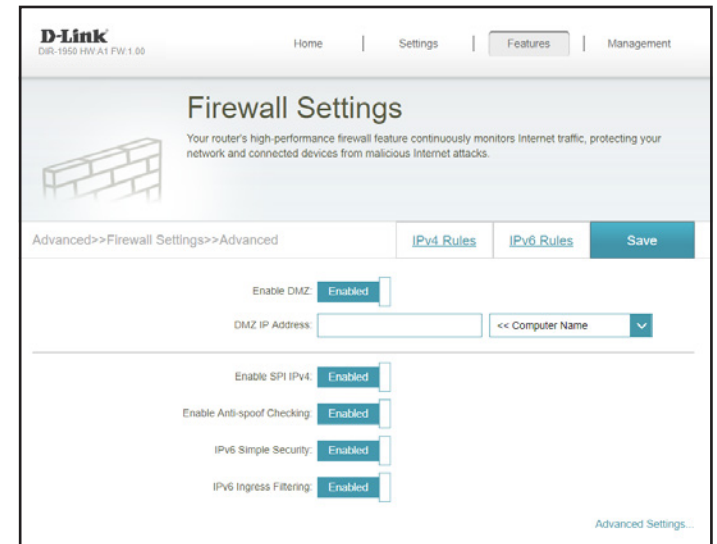 D-Link
DIR-1950 HW:A1 FW:1.00
Home | Settings | Features | Management
Firewall Settings
Your router's high-performance firewall feature continuously monitors Internet traffic, protecting your
network and connected devices from malicious Internet attacks.
Advanced>>Firewall Settings>>Advanced IPv4 Rules IPv6 Rules Save
Enable DMZ: Enabled
DMZ IP Address: << Computer Name
Enable SPI IPv4: Enabled
Enable Anti-spoof Checking: Enabled
IPv6 Simple Security: Enabled
IPv6 Ingress Filtering: Enabled
Advanced Settings...